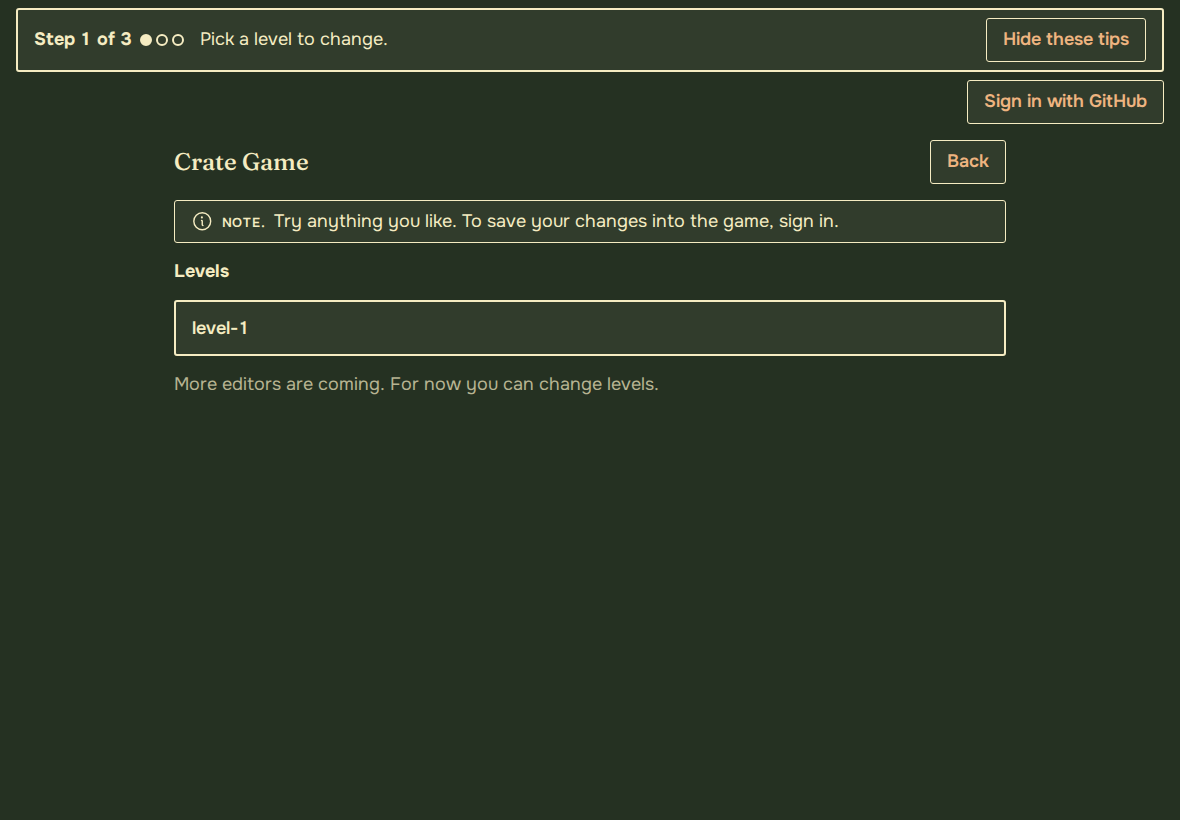 Step 1 of 3 Pick a level to change. Hide these tips
Sign in with GitHub
Crate Game Back
NOTE. Try anything you like. To save your changes into the game, sign in.
Levels
level-1
More editors are coming. For now you can change levels.